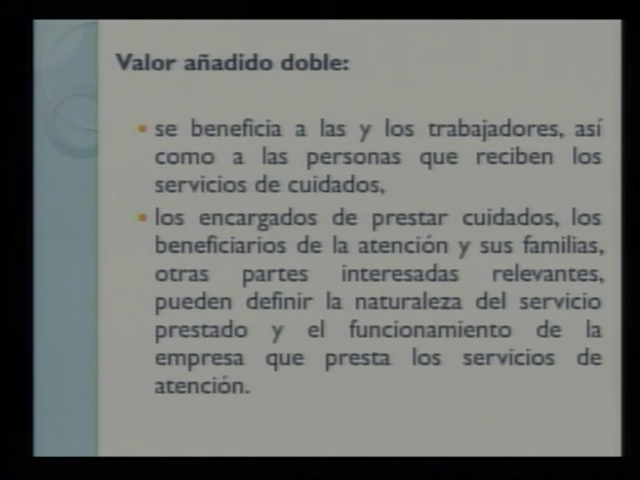 Valor añadido doble:
se beneficia a las y los trabajadores, así
como a las personas que reciben los
servicios de cuidados,
los encargados de prestar cuidados, los
beneficiarios de la atención y sus familias,
otras partes interesadas relevantes,
pueden definir la naturaleza del servicio
prestado y el funcionamiento de la
empresa que presta los servicios de
atención.